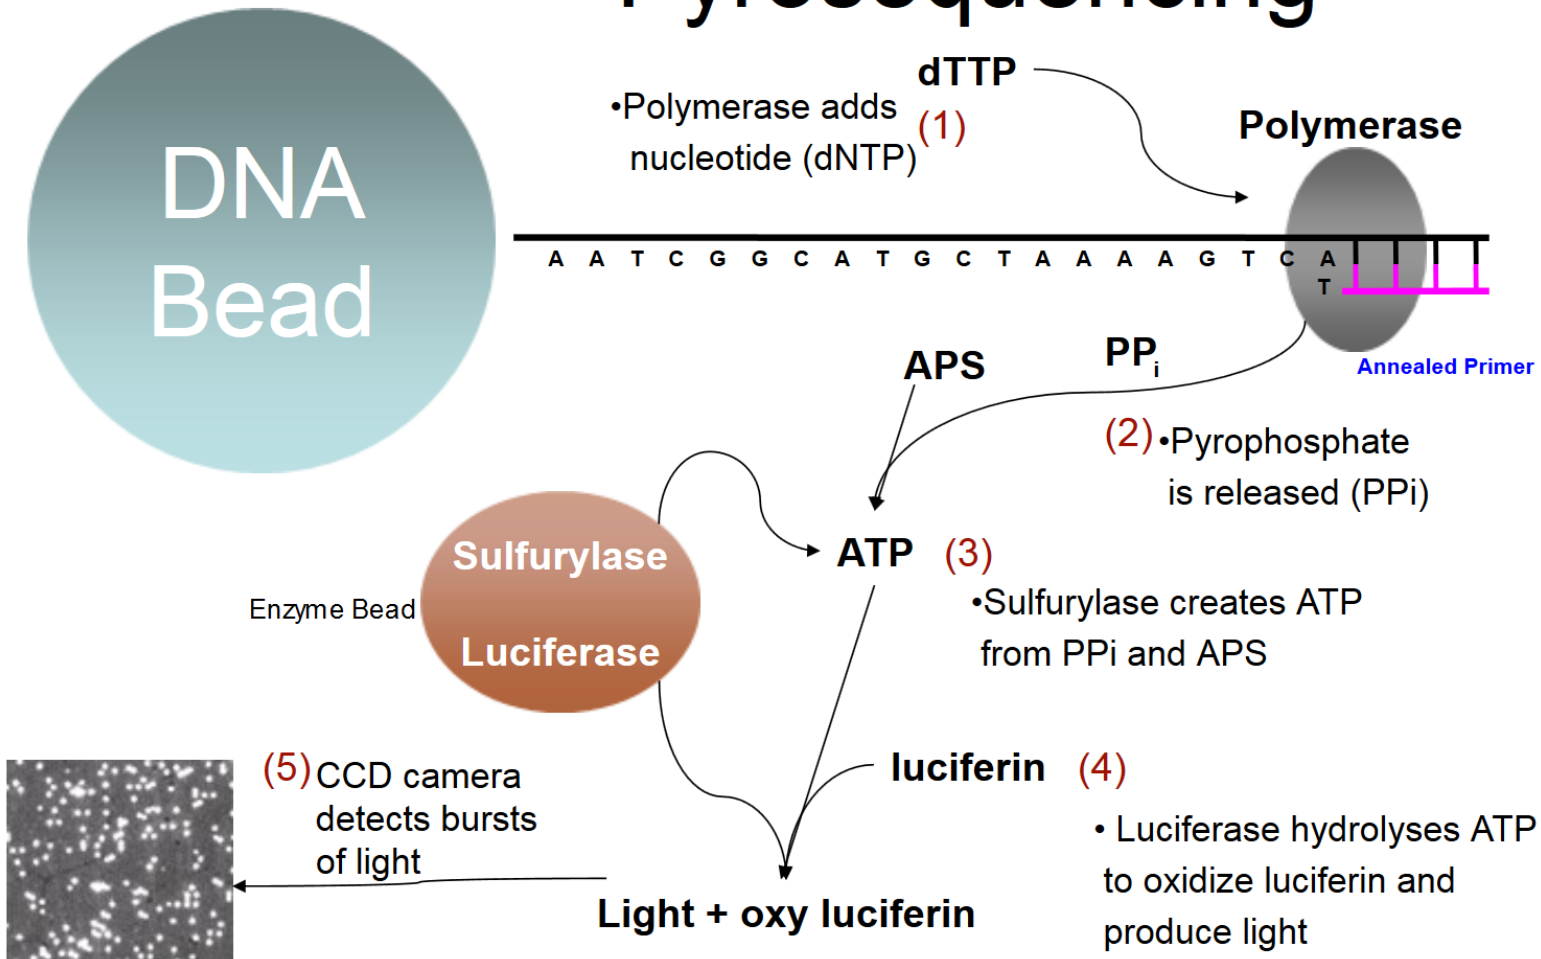 Pyrosequencing
DNA
Bead
dTTP
•Polymerase adds
nucleotide (dNTP)
(1)
Polymerase
A A T C G G C A T G C T A A A A G T C A
T
Annealed Primer
APS
PPi
(2)
•Pyrophosphate
is released (PPi)
Sulfurylase
Luciferase
Enzyme Bead
ATP
(3)
•Sulfurylase creates ATP
from PPi and APS
luciferin
(4)
• Luciferase hydrolyses ATP
to oxidize luciferin and
produce light
(5)
CCD camera
detects bursts
of light
Light + oxy luciferin